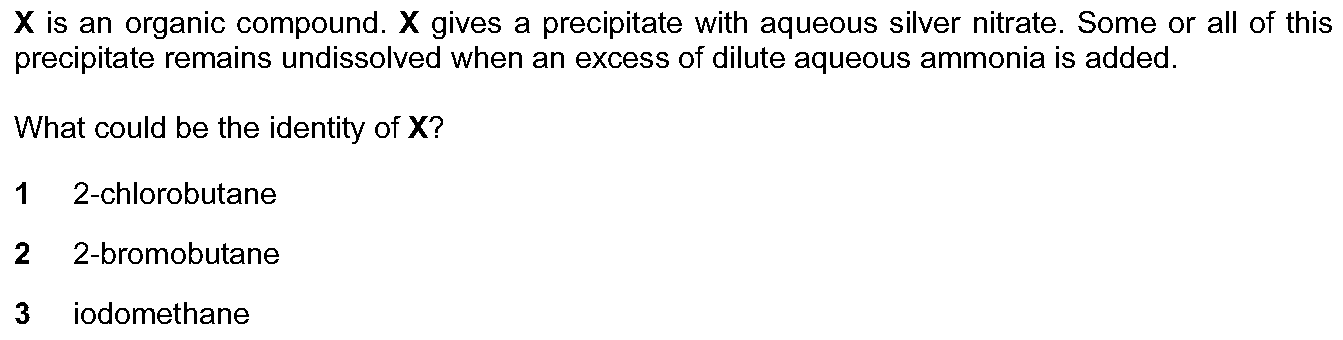 X is an organic compound. X gives a precipitate with aqueous silver nitrate. Some or all of this
precipitate remains undissolved when an excess of dilute aqueous ammonia is added.
What could be the identity of X?
1 2-chlorobutane
2 2-bromobutane
3 iodomethane